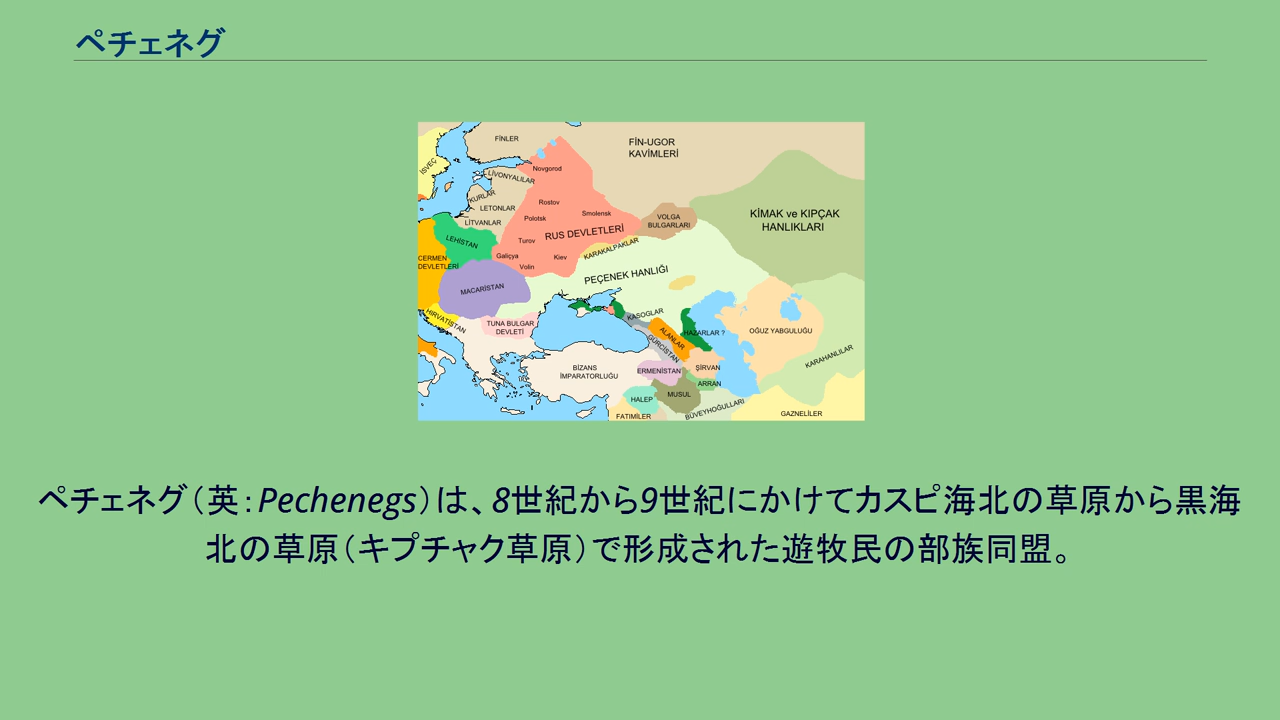 ペチェネグ
FİNLER
FİN-UGOR
KAVİMLERİ
İSVEÇ
LİVONYALILAR
Novgorod
KURLAR
LETONLAR
LİTVANLAR
Rostov
Polotsk
Smolensk
VOLGA
BULGARLARI
KİMAK ve KIPÇAK
HANLIKLARI
LEHİSTAN
Turov
RUS DEVLETLERİ
Galiçya
Kiev
KARAKALPAKLAR
Volin
CERMEN
DEVLETLERİ
PEÇENEK HANLIĞI
MACARİSTAN
HIRVATİSTAN
TUNA BULGAR
DEVLETİ
KASOGLAR
ALANLAR
HAZARLAR ?
OĞUZ YABGULUĞU
GÜRCİSTAN
KARAHANLILAR
BİZANS
İMPARATORLUĞU
ERMENİSTAN
ŞİRVAN
ARRAN
HALEP
MUSUL
BÜVEYHOĞULLARI
FATIMİLER
GAZNELİLER
ペチェネグ（英：Pechenegs）は、8世紀から9世紀にかけてカスピ海北の草原から黒海
北の草原（キプチャク草原）で形成された遊牧民の部族同盟。